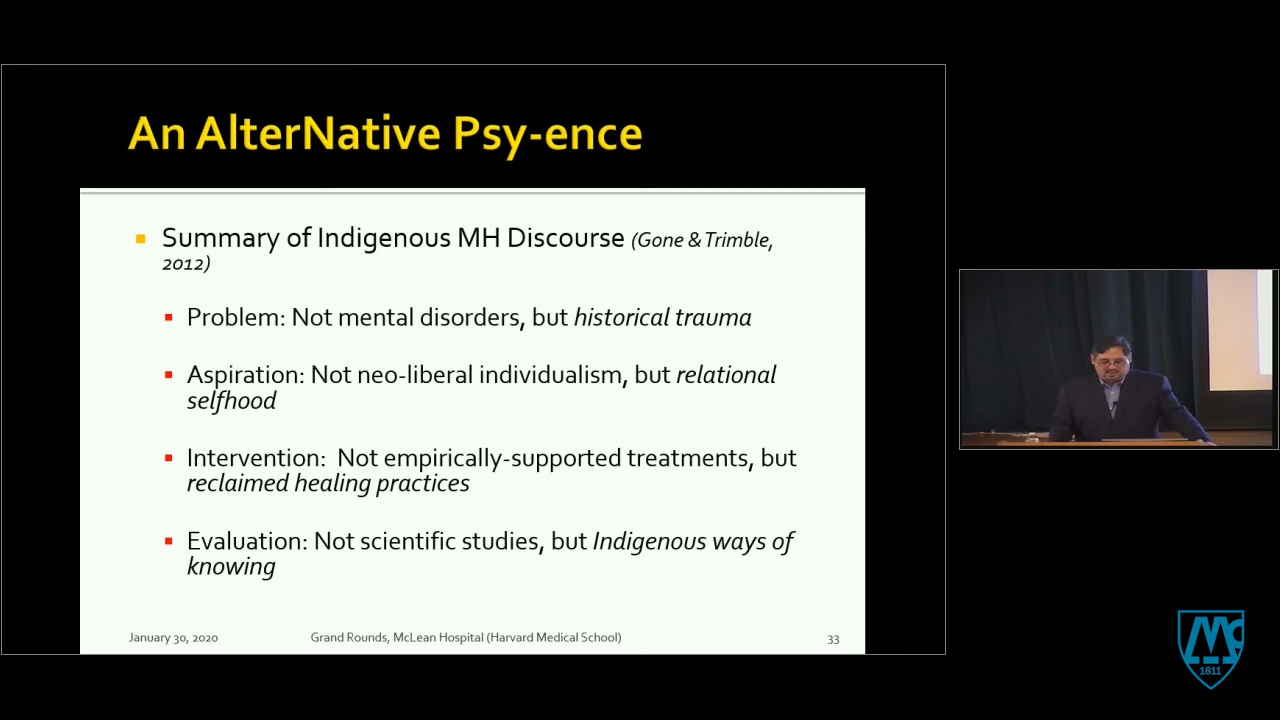 An AlterNative Psy-ence
Summary of Indigenous MH Discourse (Gone & Trimble,
2012)
Problem: Not mental disorders, but historical trauma
Aspiration: Not neo-liberal individualism, but relational
selfhood
Intervention: Not empirically-supported treatments, but
reclaimed healing practices
Evaluation: Not scientific studies, but Indigenous ways of
knowing
January 30, 2020 Grand Rounds, McLean Hospital (Harvard Medical School) 33
Mc
1811